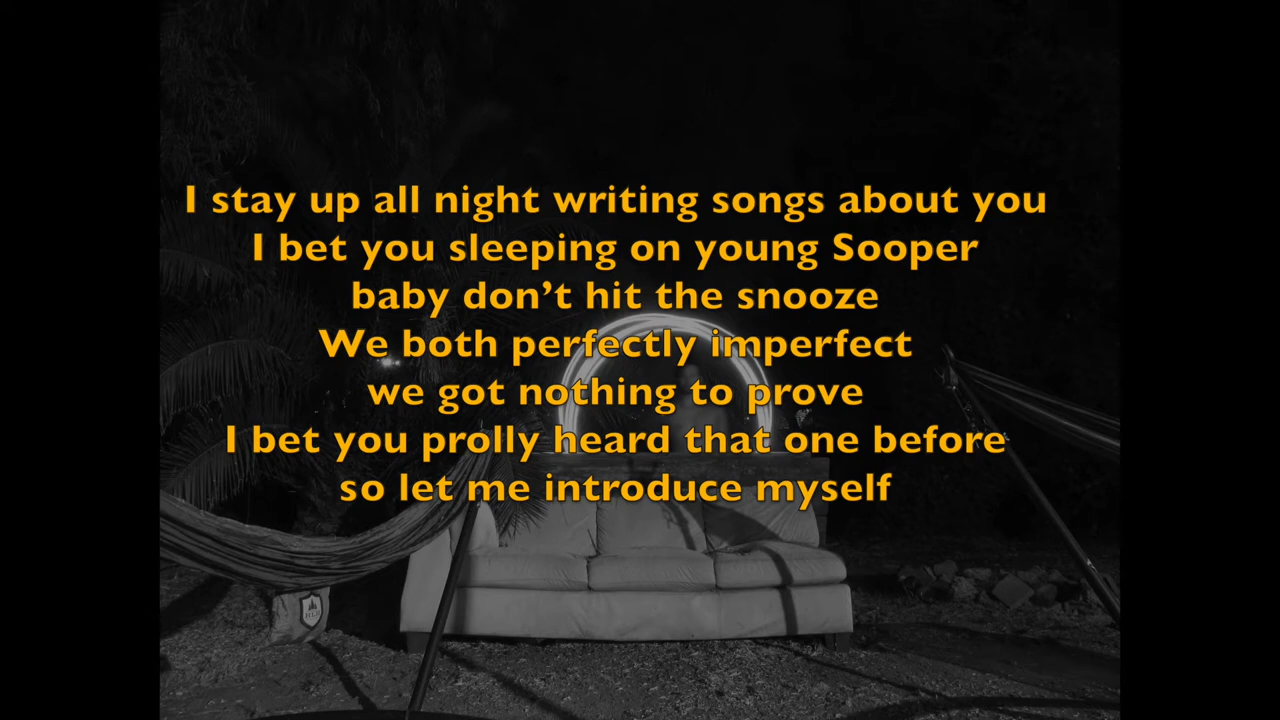 I stay up all night writing songs about you
I bet you sleeping on young Sooper
baby don’t hit the snooze
We both perfectly imperfect
we got nothing to prove
I bet you prolly heard that one before
so let me introduce myself